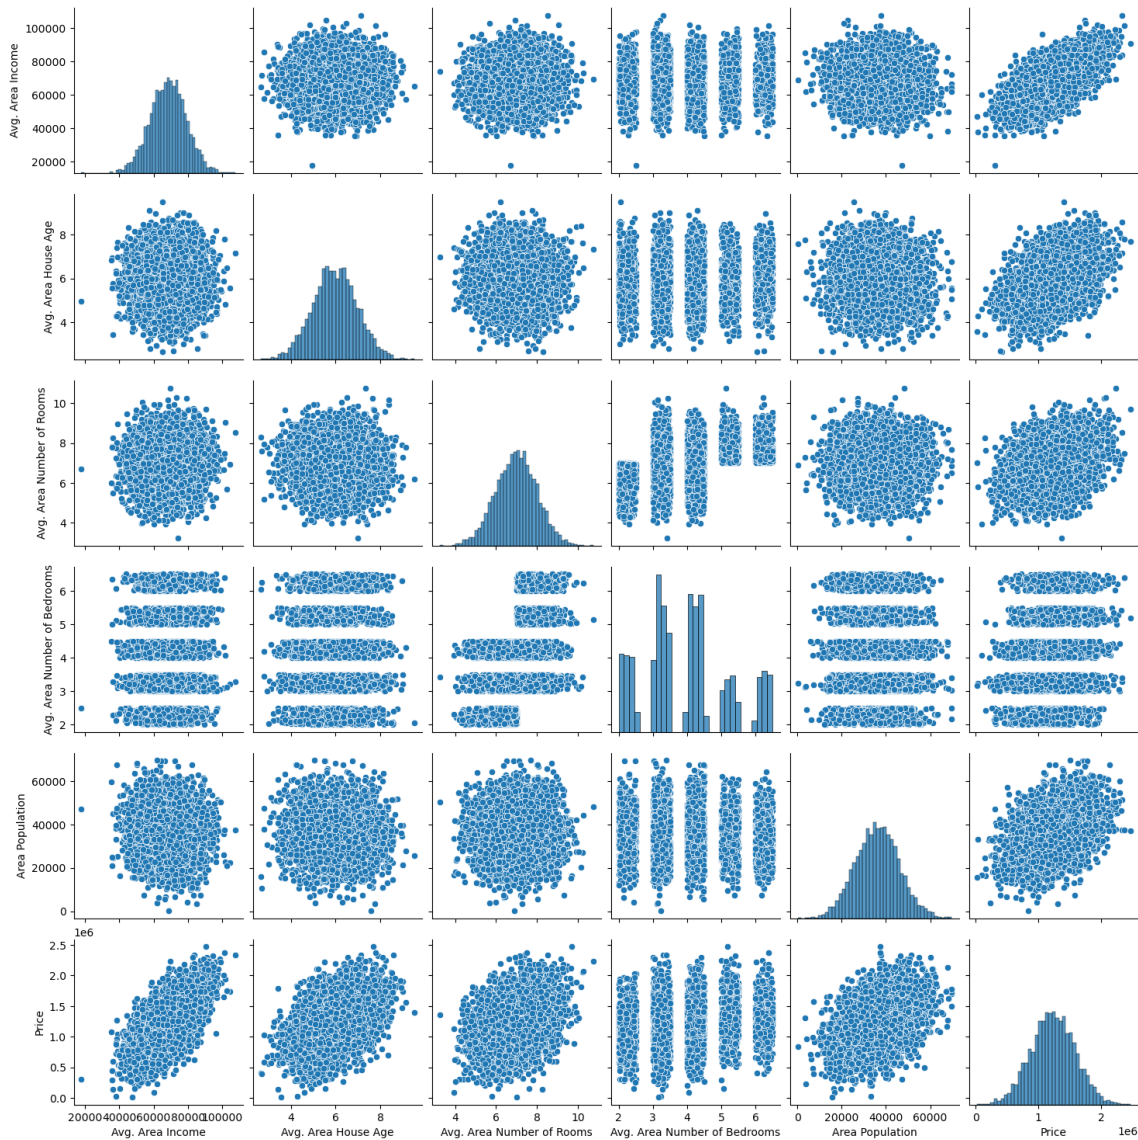 100000
80000
60000
40000
20000
Avg. Area Income
8
6
4
Avg. Area House Age
10
8
6
4
Avg. Area Number of Rooms
6
5
4
3
2
Avg. Area Number of Bedrooms
60000
40000
20000
0
Area Population
1e6
2.5
2.0
1.5
1.0
0.5
0.0
Price
20000 40000 60000 80000 100000
Avg. Area Income
4 6 8
Avg. Area House Age
4 6 8 10
Avg. Area Number of Rooms
2 3 4 5 6
Avg. Area Number of Bedrooms
0 20000 40000 60000
Area Population
0 1 2
1e6
Price